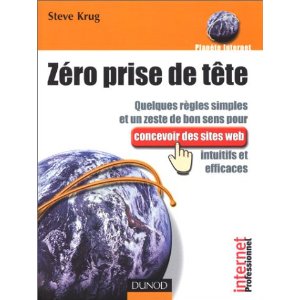 Steve Krug
Planète Internet
Zéro prise de tête
Quelques règles simples
et un zeste de bon sens pour
concevoir des sites web
intuitifs et
efficaces
internet
Professionnel
DUNOD